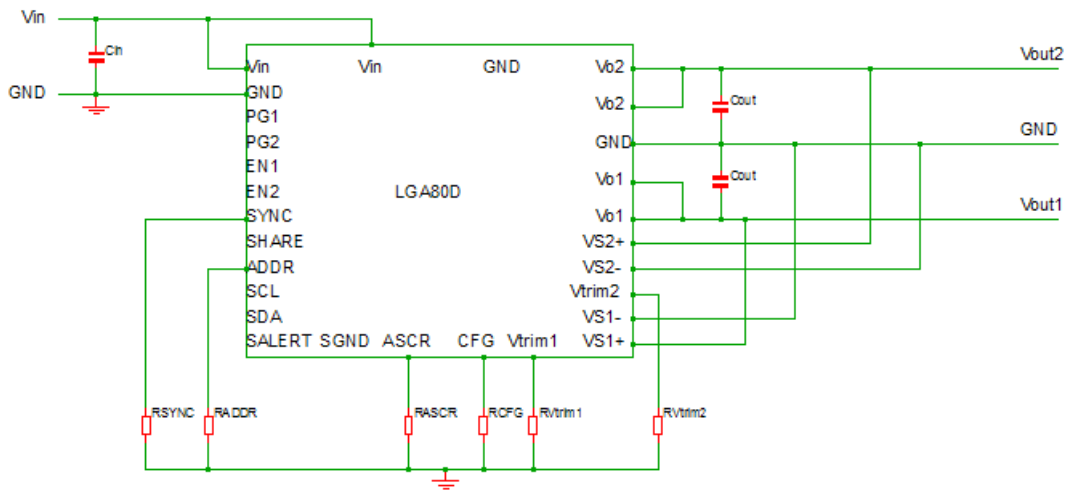 Vin
Cin
GND
Vin
Vin
GND
Vo2
Vout2
GND
PG1
PG2
EN1
EN2
SYNC
SHARE
ADDR
SCL
SDA
SALERT
SGND
ASCR
CFG
Vtrim1
LGA80D
Vo2
GND
Vo1
Vo1
VS2+
VS2-
Vtrim2
VS1-
VS1+
Cout
Cout
GND
Vout1
RSYNC
RADDR
RASCR
RCFG
RVtrim1
RVtrim2